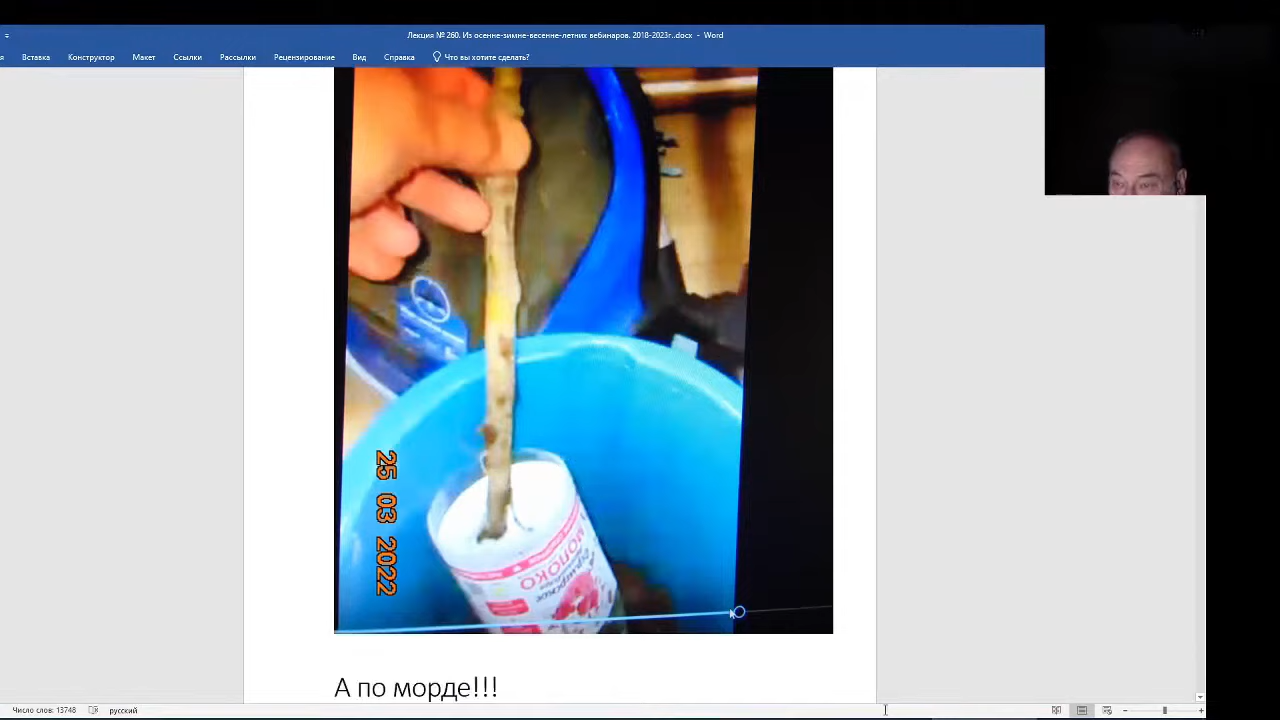 Лекция № 260. Из осенне-зимне-весенне-летних вебинаров. 2018-2023г..docx - Word
Вставка Конструктор Макет Ссылки Рассылки Рецензирование Вид Справка Что вы хотите сделать?
25 03 2022
МОЛОКО
А по морде!!!
Число слов: 13748 русский